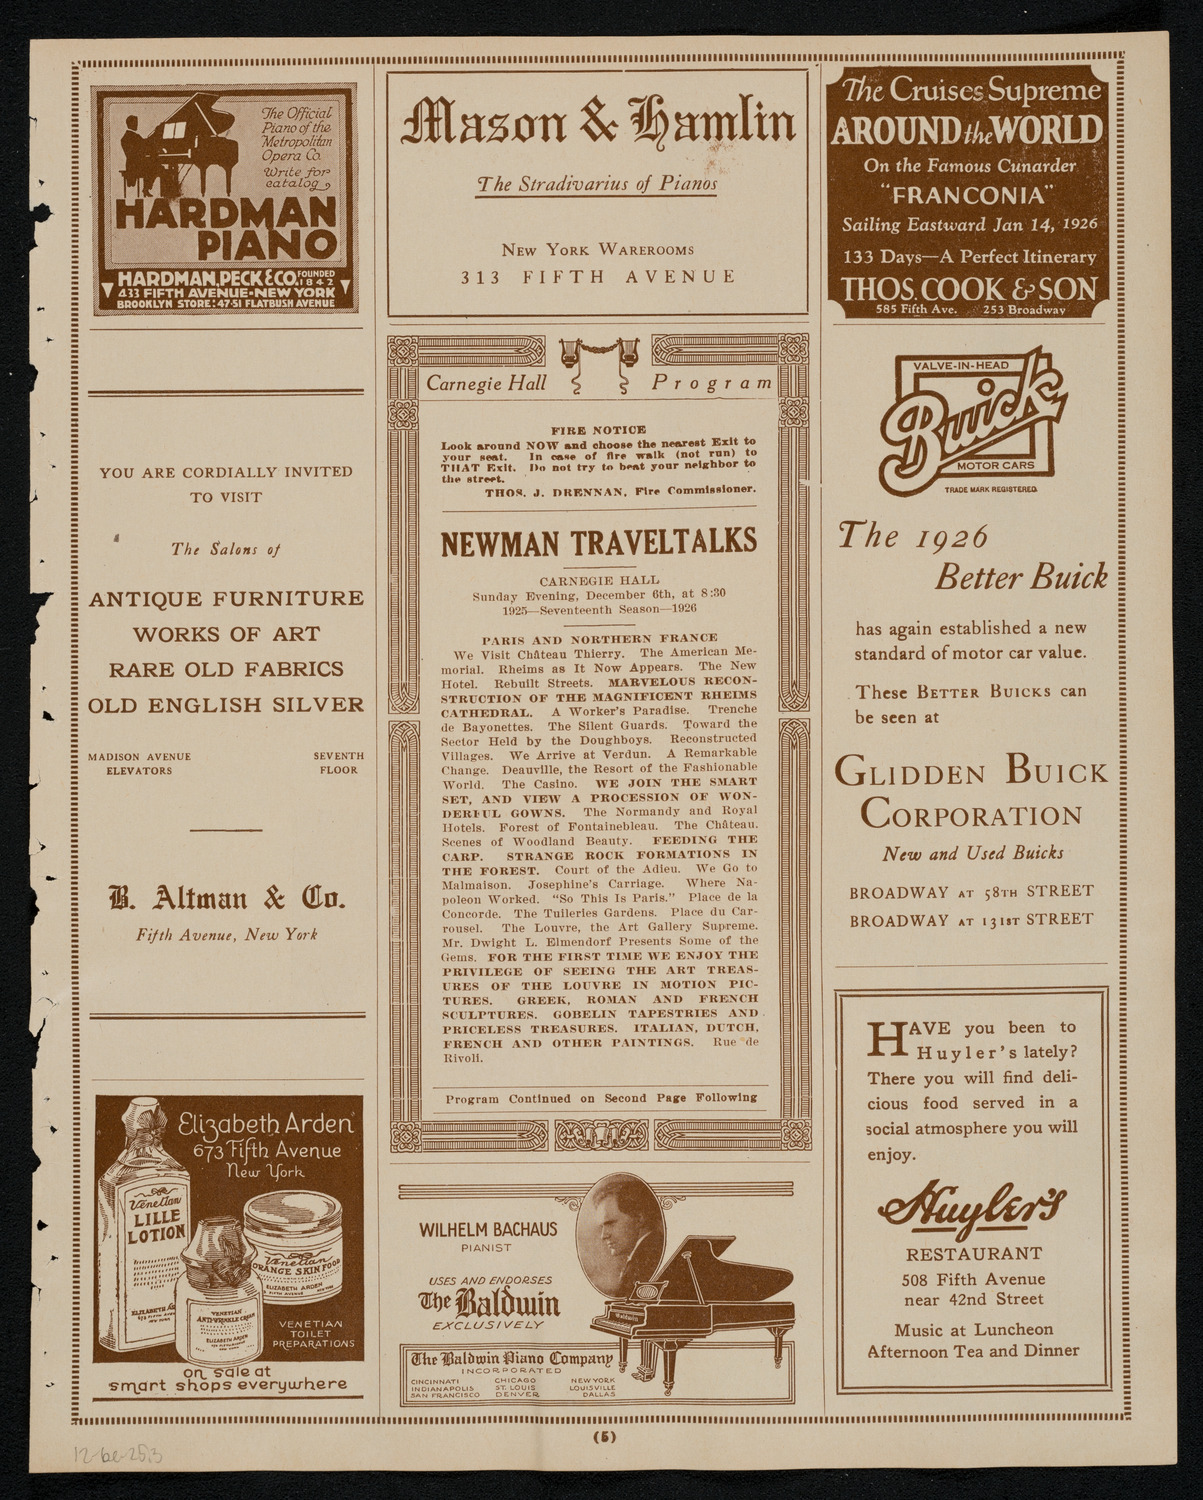 The Official
Piano of the
Metropolitan
Opera Co.
Write for
catalog
HARDMAN
PIANO
HARDMAN, PECK & CO. FOUNDED 1842
433 FIFTH AVENUE-NEW YORK
BROOKLYN STORE: 47-51 FLATBUSH AVENUE
YOU ARE CORDIALLY INVITED
TO VISIT
The Salons of
ANTIQUE FURNITURE
WORKS OF ART
RARE OLD FABRICS
OLD ENGLISH SILVER
MADISON AVENUE SEVENTH
ELEVATORS FLOOR
B. Altman & Co.
Fifth Avenue, New York
Elizabeth Arden
673 Fifth Avenue
New York
Venetian
LILLE
LOTION
ELIZABETH
Venetian
ORANGE SKIN FOOD
ELIZABETH ARDEN
VENETIAN
ANTI-WRINKLE CREAM
ELIZABETH ARDEN
VENETIAN
TOILET
PREPARATIONS
on sale at
smart shops everywhere
Mason & Hamlin
The Stradivarius of Pianos
New York Warerooms
313 FIFTH AVENUE
Carnegie Hall Program
FIRE NOTICE
Look around NOW and choose the nearest Exit to
your seat. In case of fire walk (not run) to
THAT Exit. Do not try to beat your neighbor to
the street.
THOS. J. DRENNAN, Fire Commissioner.
NEWMAN TRAVELTALKS
CARNEGIE HALL
Sunday Evening, December 6th, at 8:30
1925—Seventeenth Season—1926
PARIS AND NORTHERN FRANCE
We Visit Château Thierry. The American Me-
morial. Rheims as It Now Appears. The New
Hotel. Rebuilt Streets. MARVELOUS RECON-
STRUCTION OF THE MAGNIFICENT RHEIMS
CATHEDRAL. A Worker's Paradise. Trenche
de Bayonettes. The Silent Guards. Toward the
Sector Held by the Doughboys. Reconstructed
Villages. We Arrive at Verdun. A Remarkable
Change. Deauville, the Resort of the Fashionable
World. The Casino. WE JOIN THE SMART
SET, AND VIEW A PROCESSION OF WON-
DERFUL GOWNS. The Normandy and Royal
Hotels. Forest of Fontainebleau. The Château.
Scenes of Woodland Beauty. FEEDING THE
CARP. STRANGE ROCK FORMATIONS IN
THE FOREST. Court of the Adieu. We Go to
Malmaison. Josephine's Carriage. Where Na-
poleon Worked. "So This Is Paris." Place de la
Concorde. The Tuileries Gardens. Place du Car-
rousel. The Louvre, the Art Gallery Supreme.
Mr. Dwight L. Elmendorf Presents Some of the
Gems. FOR THE FIRST TIME WE ENJOY THE
PRIVILEGE OF SEEING THE ART TREAS-
URES OF THE LOUVRE IN MOTION PIC-
TURES. GREEK, ROMAN AND FRENCH
SCULPTURES. GOBELIN TAPESTRIES AND
PRICELESS TREASURES. ITALIAN, DUTCH,
FRENCH AND OTHER PAINTINGS. Rue de
Rivoli.
Program Continued on Second Page Following
WILHELM BACHAUS
PIANIST
USES AND ENDORSES
The Baldwin
EXCLUSIVELY
Baldwin
The Baldwin Piano Company
INCORPORATED
CINCINNATI CHICAGO NEW YORK
INDIANAPOLIS ST. LOUIS LOUISVILLE
SAN FRANCISCO DENVER DALLAS
The Cruises Supreme
AROUND the WORLD
On the Famous Cunarder
"FRANCONIA"
Sailing Eastward Jan 14, 1926
133 Days—A Perfect Itinerary
THOS. COOK & SON
585 Fifth Ave. 253 Broadway
VALVE-IN-HEAD
Buick
MOTOR CARS
TRADE MARK REGISTERED
The 1926
Better Buick
has again established a new
standard of motor car value.
These Better Buicks can
be seen at
Glidden Buick
Corporation
New and Used Buicks
BROADWAY AT 58TH STREET
BROADWAY AT 131ST STREET
HAVE you been to
Huyler's lately?
There you will find deli-
cious food served in a
social atmosphere you will
enjoy.
Huyler's
RESTAURANT
508 Fifth Avenue
near 42nd Street
Music at Luncheon
Afternoon Tea and Dinner
(5)